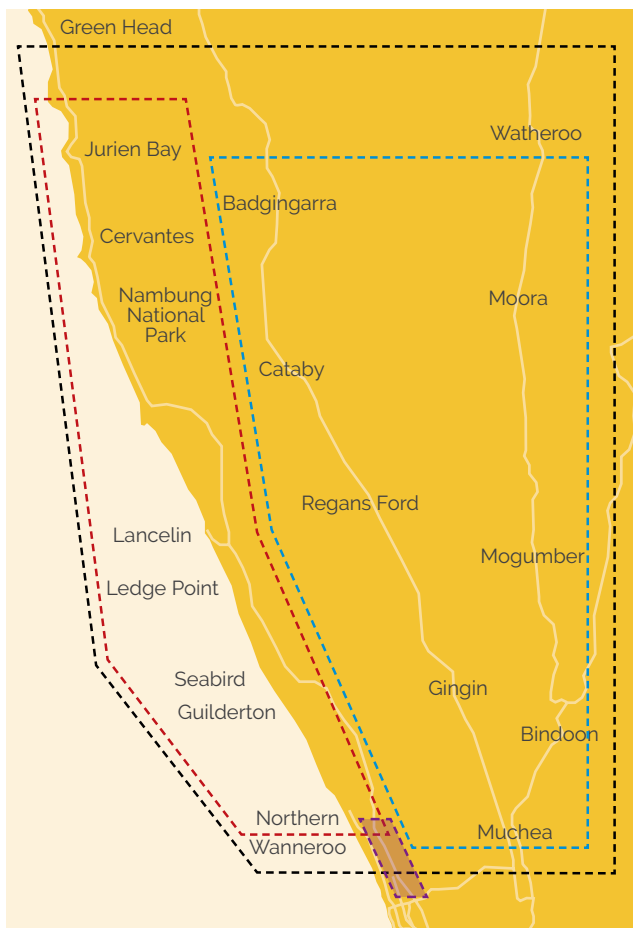 Green Head
Watheroo
Jurien Bay
Badgingarra
Cervantes
Nambung
National
Park
Moora
Cataby
Regans Ford
Lancelin
Mogumber
Ledge Point
Seabird
Gingin
Guilderton
Bindoon
Northern
Wanneroo
Muchea